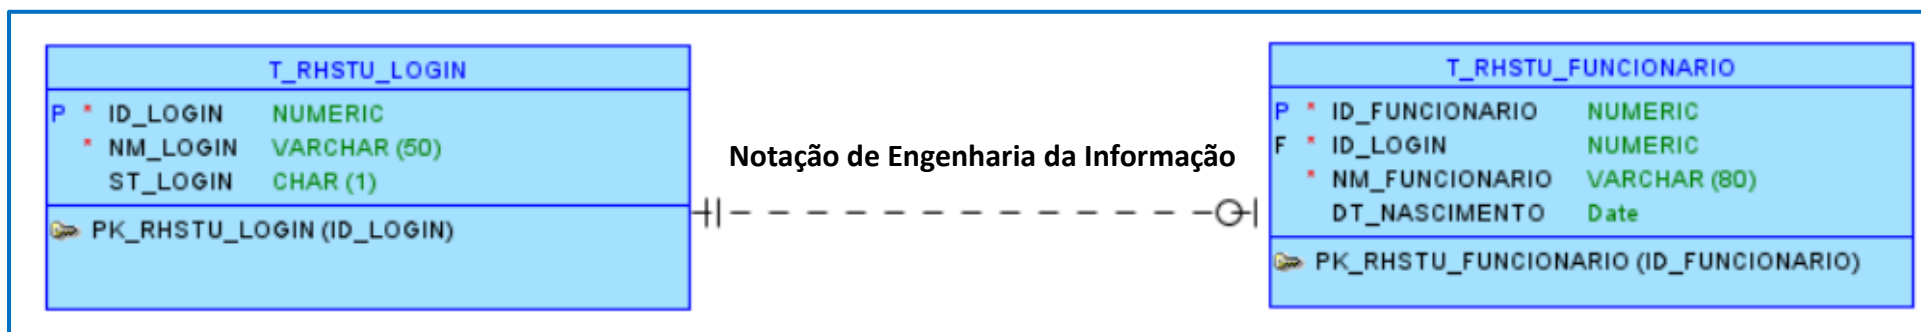 T_RHSTU_LOGIN
P * ID_LOGIN NUMERIC
* NM_LOGIN VARCHAR (50)
ST_LOGIN CHAR (1)
PK_RHSTU_LOGIN (ID_LOGIN)
Notação de Engenharia da Informação
T_RHSTU_FUNCIONARIO
P * ID_FUNCIONARIO NUMERIC
F * ID_LOGIN NUMERIC
* NM_FUNCIONARIO VARCHAR (80)
DT_NASCIMENTO Date
PK_RHSTU_FUNCIONARIO (ID_FUNCIONARIO)